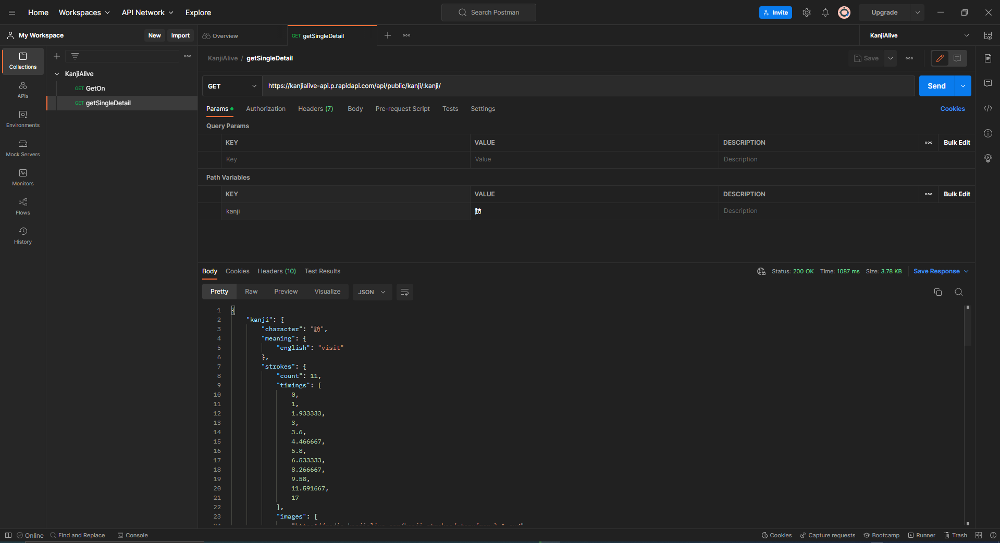 Home Workspaces API Network Explore Search Postman Invite Upgrade
My Workspace New Import Overview GET getSingleDetail KanjiAlive
Collections
APIs
Environments
Mock Servers
Monitors
Flows
History
KanjiAlive
GET GetOn
GET getSingleDetail
KanjiAlive / getSingleDetail Save
GET https://kanjialive-api.p.rapidapi.com/api/public/kanji/:kanji/ Send
Params Authorization Headers (7) Body Pre-request Script Tests Settings Cookies
Query Params
KEY VALUE DESCRIPTION Bulk Edit
Key Value Description
Path Variables
KEY VALUE DESCRIPTION Bulk Edit
kanji 訪 Description
Body Cookies Headers (10) Test Results Status: 200 OK Time: 1087 ms Size: 3.78 KB Save Response
Pretty Raw Preview Visualize JSON
1 {
2 "kanji": {
3 "character": "訪",
4 "meaning": {
5 "english": "visit"
6 },
7 "strokes": {
8 "count": 11,
9 "timings": [
10 0,
11 1,
12 1.933333,
13 3,
14 3.6,
15 4.466667,
16 5.8,
17 6.533333,
18 8.266667,
19 9.58,
20 11.591667,
21 17
22 ],
23 "images": [
Online Find and Replace Console Cookies Capture requests Bootcamp Runner Trash